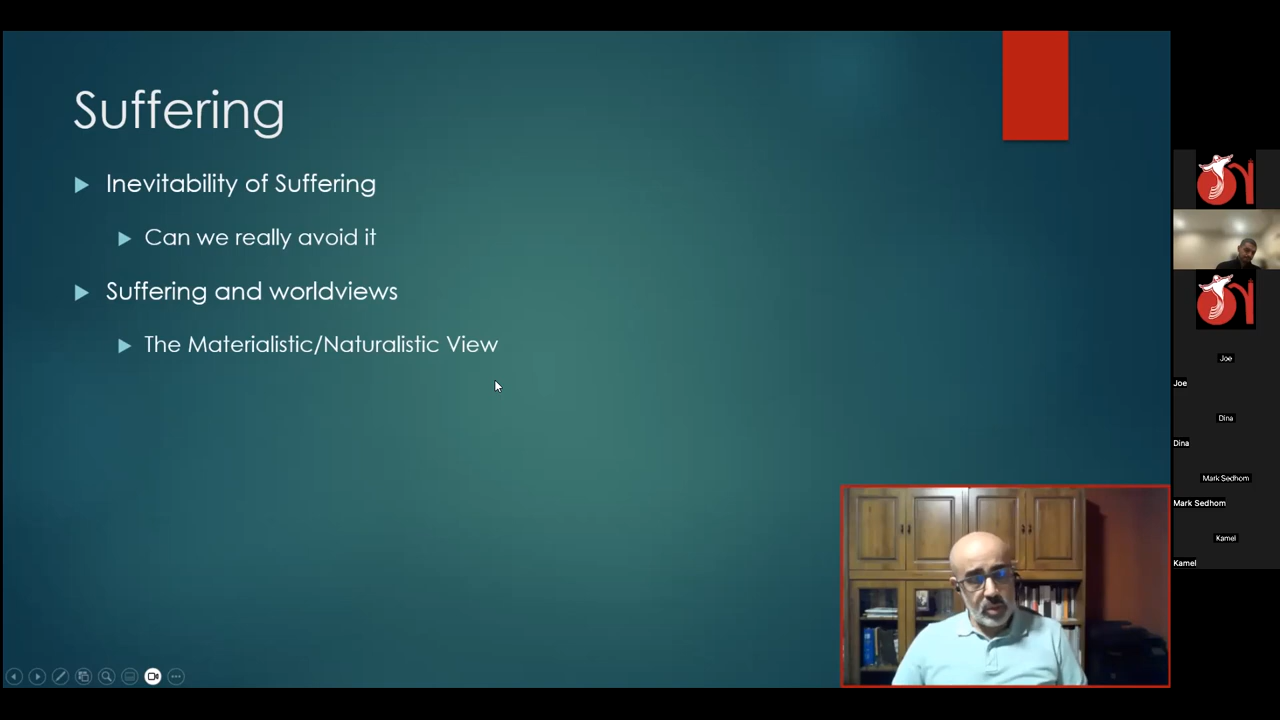 Suffering
Inevitability of Suffering
Can we really avoid it
Suffering and worldviews
The Materialistic/Naturalistic View
Joe
Joe
Dina
Dina
Mark Sedhom
Mark Sedhom
Kamel
Kamel